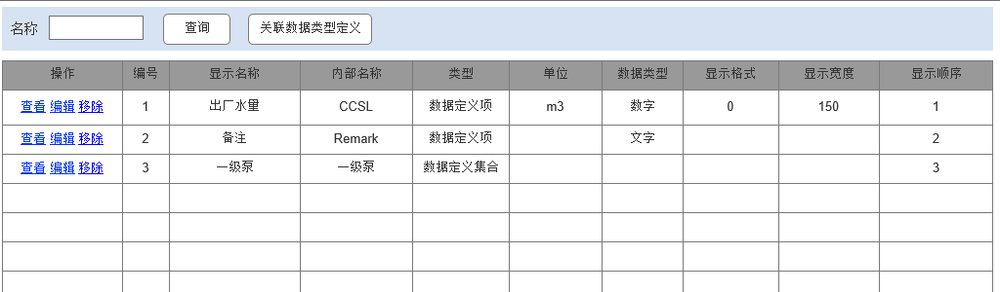 名称 查询 关联数据类型定义
操作 编号 显示名称 内部名称 类型 单位 数据类型 显示格式 显示宽度 显示顺序
查看 编辑 移除 1 出厂水量 CCSL 数据定义项 m3 数字 0 150 1
查看 编辑 移除 2 备注 Remark 数据定义项 文字 2
查看 编辑 移除 3 一级泵 一级泵 数据定义集合 3